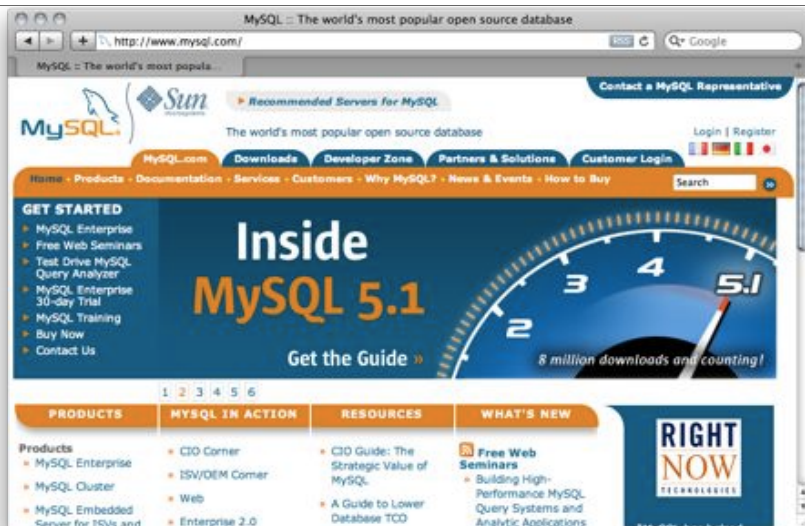 MySQL :: The world's most popular open source database
http://www.mysql.com/
RSS
Google
MySQL :: The world's most popula...
MySQL
Sun
microsystems
Recommended Servers for MySQL
The world's most popular open source database
Contact a MySQL Representative
Login | Register
MySQL.com Downloads Developer Zone Partners & Solutions Customer Login
Home Products Documentation Services Customers Why MySQL? News & Events How to Buy
Search
GET STARTED
MySQL Enterprise
Free Web Seminars
Test Drive MySQL
Query Analyzer
MySQL Enterprise
30-day Trial
MySQL Training
Buy Now
Contact Us
Inside
MySQL 5.1
Get the Guide »
2 3 4 5.1
8 million downloads and counting!
1 2 3 4 5 6
PRODUCTS
Products
MySQL Enterprise
MySQL Cluster
MySQL Embedded
Server for ISVs and
MYSQL IN ACTION
CIO Corner
ISV/OEM Corner
Web
Enterprise 2.0
RESOURCES
CIO Guide: The
Strategic Value of
MySQL
A Guide to Lower
Database TCO
WHAT'S NEW
Free Web
Seminars
Building High-
Performance MySQL
Query Systems and
Analytic Applications
RIGHT
NOW
TECHNOLOGIES